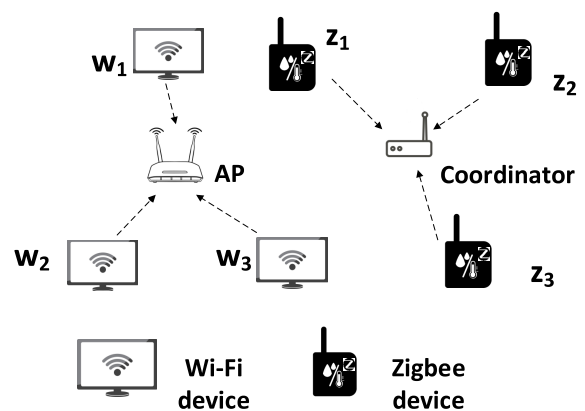 w1
z1
z2
AP
Coordinator
w2
w3
z3
Wi-Fi
device
Zigbee
device